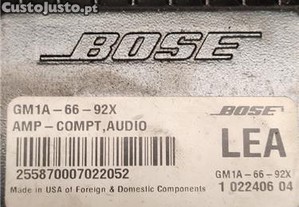 CustoJusto.pt
BOSE
GM1A-66-92X
AMP-COMPT,AUDIO
255870007022052
Made in USA of Foreign & Domestic Components
BOSE
LEA
GM1A-66-92X
1 022406 04